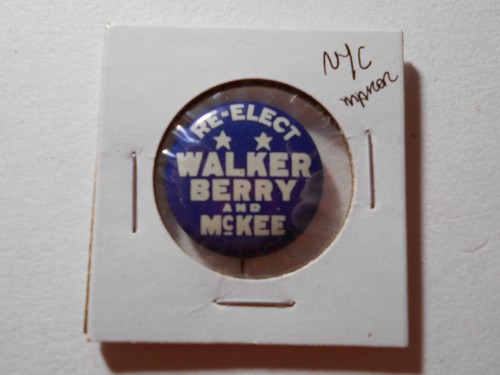 NYC
mayor
RE-ELECT
WALKER
BERRY
AND
McKEE